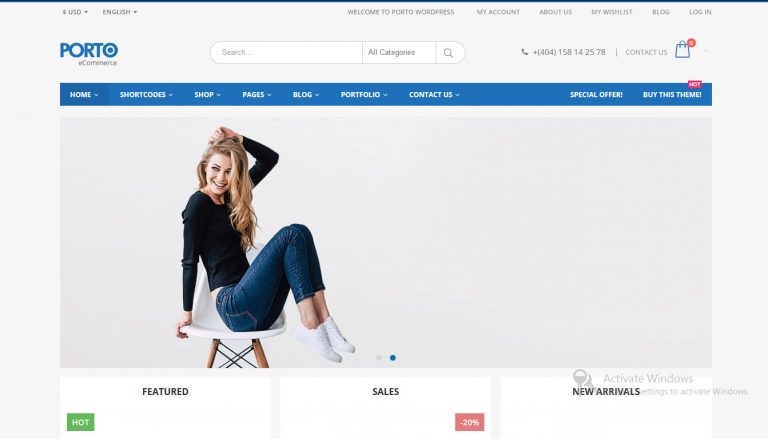 $ USD ENGLISH WELCOME TO PORTO WORDPRESS MY ACCOUNT ABOUT US MY WISHLIST BLOG LOG IN
PORTO
eCommerce
Search... All Categories
+(404) 158 14 25 78 | CONTACT US 0
HOT
HOME SHORTCODES SHOP PAGES BLOG PORTFOLIO CONTACT US SPECIAL OFFER! BUY THIS THEME!
FEATURED SALES NEW ARRIVALS
Activate Windows
settings to activate Windows.
HOT -20%